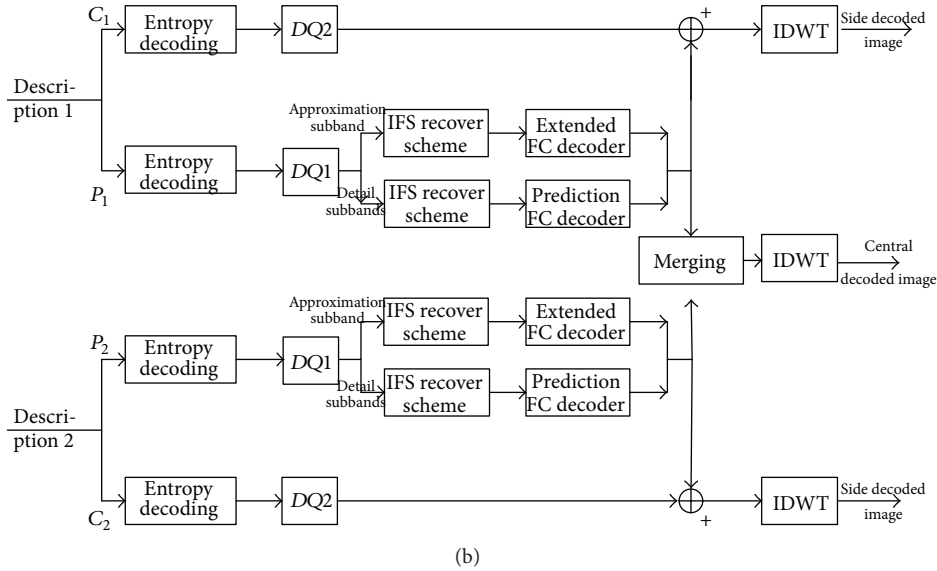 C1
Entropy
decoding
DQ2
+
IDWT
Side decoded
image
Descri-
ption 1
P1
Entropy
decoding
DQ1
Approximation
subband
IFS recover
scheme
Extended
FC decoder
Detail
subbands
IFS recover
scheme
Prediction
FC decoder
Merging
IDWT
Central
decoded image
P2
Entropy
decoding
DQ1
Approximation
subband
IFS recover
scheme
Extended
FC decoder
Detail
subbands
IFS recover
scheme
Prediction
FC decoder
Descri-
ption 2
C2
Entropy
decoding
DQ2
+
IDWT
Side decoded
image
(b)